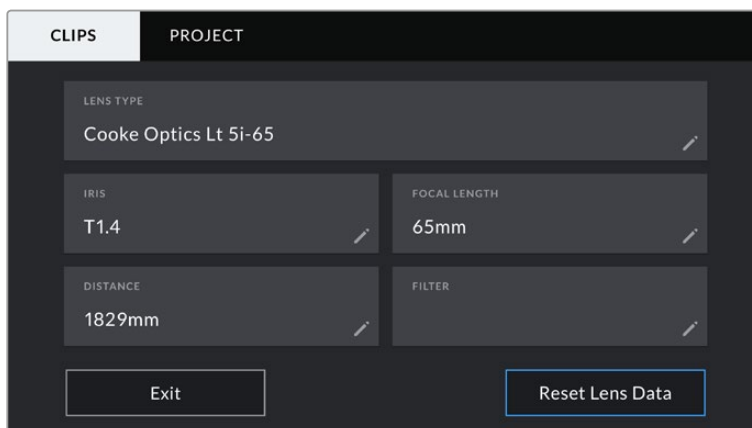 CLIPS PROJECT
LENS TYPE
Cooke Optics Lt 5i-65
IRIS
T1.4
FOCAL LENGTH
65mm
DISTANCE
1829mm
FILTER
Exit
Reset Lens Data